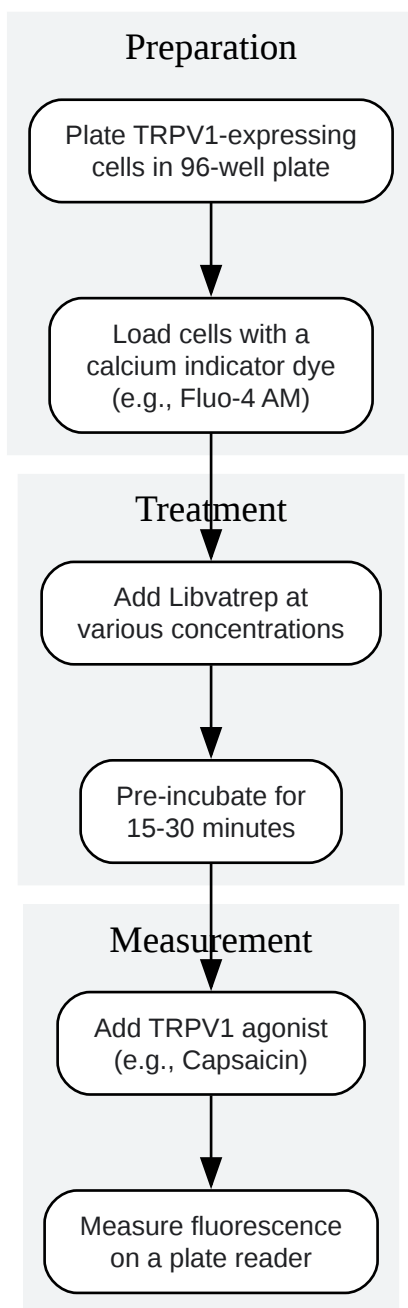 Preparation
Plate TRPV1-expressing
cells in 96-well plate
Load cells with a
calcium indicator dye
(e.g., Fluo-4 AM)
Treatment
Add Libvatrep at
various concentrations
Pre-incubate for
15-30 minutes
Measurement
Add TRPV1 agonist
(e.g., Capsaicin)
Measure fluorescence
on a plate reader